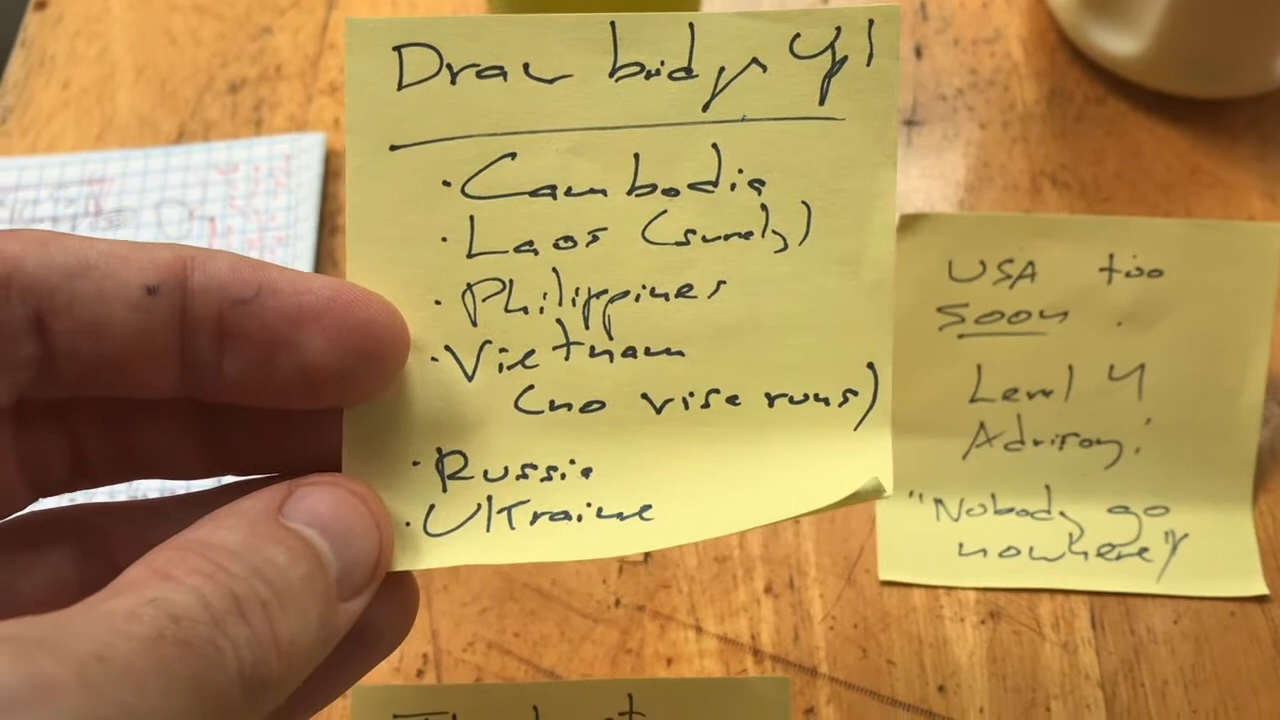 Draw bridges up!
· Cambodia
· Laos (surely)
· Philippines
· Vietnam
(no visa runs)
· Russia
· Ukraine
USA too
soon.
Level 4
Advisory!
"Nobody go
nowhere"